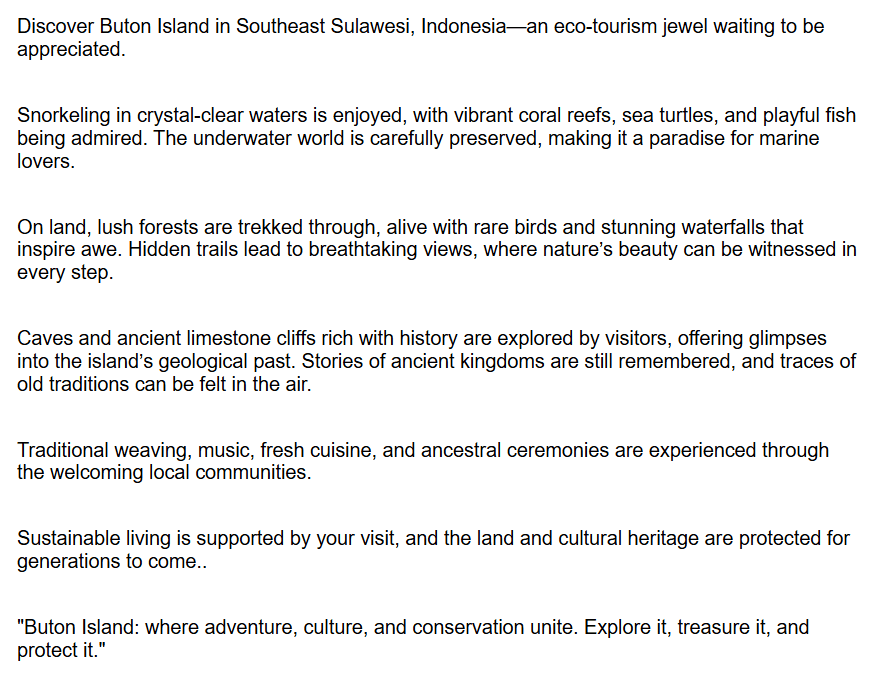 Discover Buton Island in Southeast Sulawesi, Indonesia—an eco-tourism jewel waiting to be
appreciated.
Snorkeling in crystal-clear waters is enjoyed, with vibrant coral reefs, sea turtles, and playful fish
being admired. The underwater world is carefully preserved, making it a paradise for marine
lovers.
On land, lush forests are trekked through, alive with rare birds and stunning waterfalls that
inspire awe. Hidden trails lead to breathtaking views, where nature’s beauty can be witnessed in
every step.
Caves and ancient limestone cliffs rich with history are explored by visitors, offering glimpses
into the island’s geological past. Stories of ancient kingdoms are still remembered, and traces of
old traditions can be felt in the air.
Traditional weaving, music, fresh cuisine, and ancestral ceremonies are experienced through
the welcoming local communities.
Sustainable living is supported by your visit, and the land and cultural heritage are protected for
generations to come..
"Buton Island: where adventure, culture, and conservation unite. Explore it, treasure it, and
protect it."